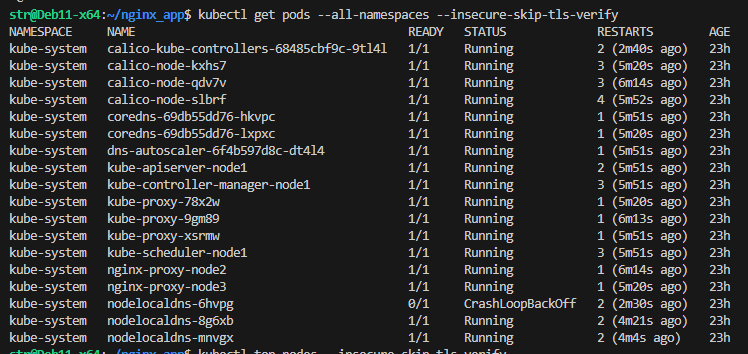 str@Deb11-x64:~/nginx_app$ kubectl get pods --all-namespaces --insecure-skip-tls-verify
NAMESPACE NAME READY STATUS RESTARTS AGE
kube-system calico-kube-controllers-68485cbf9c-9tl4l 1/1 Running 2 (2m40s ago) 23h
kube-system calico-node-kxhs7 1/1 Running 3 (5m20s ago) 23h
kube-system calico-node-qdv7v 1/1 Running 3 (6m14s ago) 23h
kube-system calico-node-slbrf 1/1 Running 4 (5m52s ago) 23h
kube-system coredns-69db55dd76-hkvpc 1/1 Running 1 (5m51s ago) 23h
kube-system coredns-69db55dd76-lxpxc 1/1 Running 1 (5m20s ago) 23h
kube-system dns-autoscaler-6f4b597d8c-dt4l4 1/1 Running 1 (5m51s ago) 23h
kube-system kube-apiserver-node1 1/1 Running 2 (5m51s ago) 23h
kube-system kube-controller-manager-node1 1/1 Running 3 (5m51s ago) 23h
kube-system kube-proxy-78x2w 1/1 Running 1 (5m20s ago) 23h
kube-system kube-proxy-9gm89 1/1 Running 1 (6m13s ago) 23h
kube-system kube-proxy-xsrmw 1/1 Running 1 (5m51s ago) 23h
kube-system kube-scheduler-node1 1/1 Running 3 (5m51s ago) 23h
kube-system nginx-proxy-node2 1/1 Running 1 (6m14s ago) 23h
kube-system nginx-proxy-node3 1/1 Running 1 (5m20s ago) 23h
kube-system nodelocaldns-6hvpg 0/1 CrashLoopBackOff 2 (2m30s ago) 23h
kube-system nodelocaldns-8g6xb 1/1 Running 2 (4m21s ago) 23h
kube-system nodelocaldns-mnvgx 1/1 Running 2 (4m4s ago) 23h
str@Deb11-x64:~/nginx_app$ kubectl top nodes --insecure-skip-tls-verify